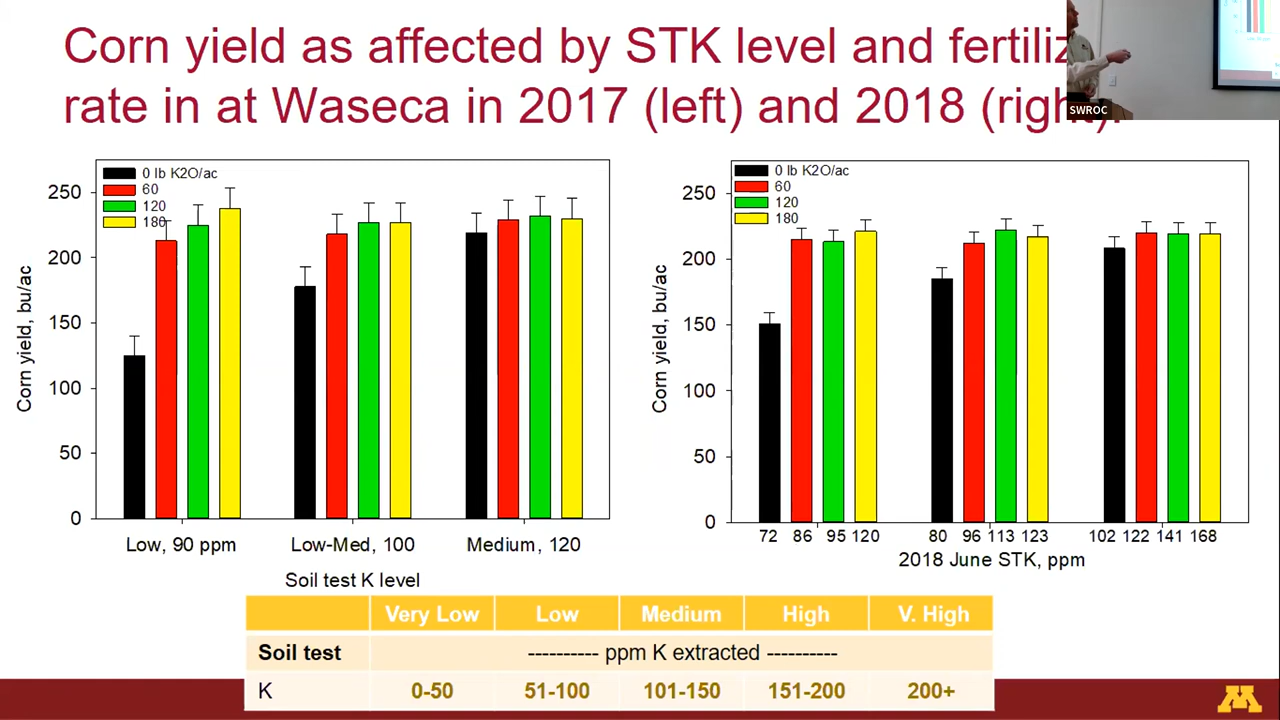 Corn yield as affected by STK level and fertiliz
rate in at Waseca in 2017 (left) and 2018 (right).
SWROC
0 lb K2O/ac
60
120
180
Corn yield, bu/ac
250
200
150
100
50
0
Low, 90 ppm
Low-Med, 100
Medium, 120
Soil test K level
0 lb K2O/ac
60
120
180
Corn yield, bu/ac
250
200
150
100
50
0
72 86 95 120 80 96 113 123 102 122 141 168
2018 June STK, ppm
Very Low Low Medium High V. High
Soil test ---------- ppm K extracted ----------
K 0-50 51-100 101-150 151-200 200+
M